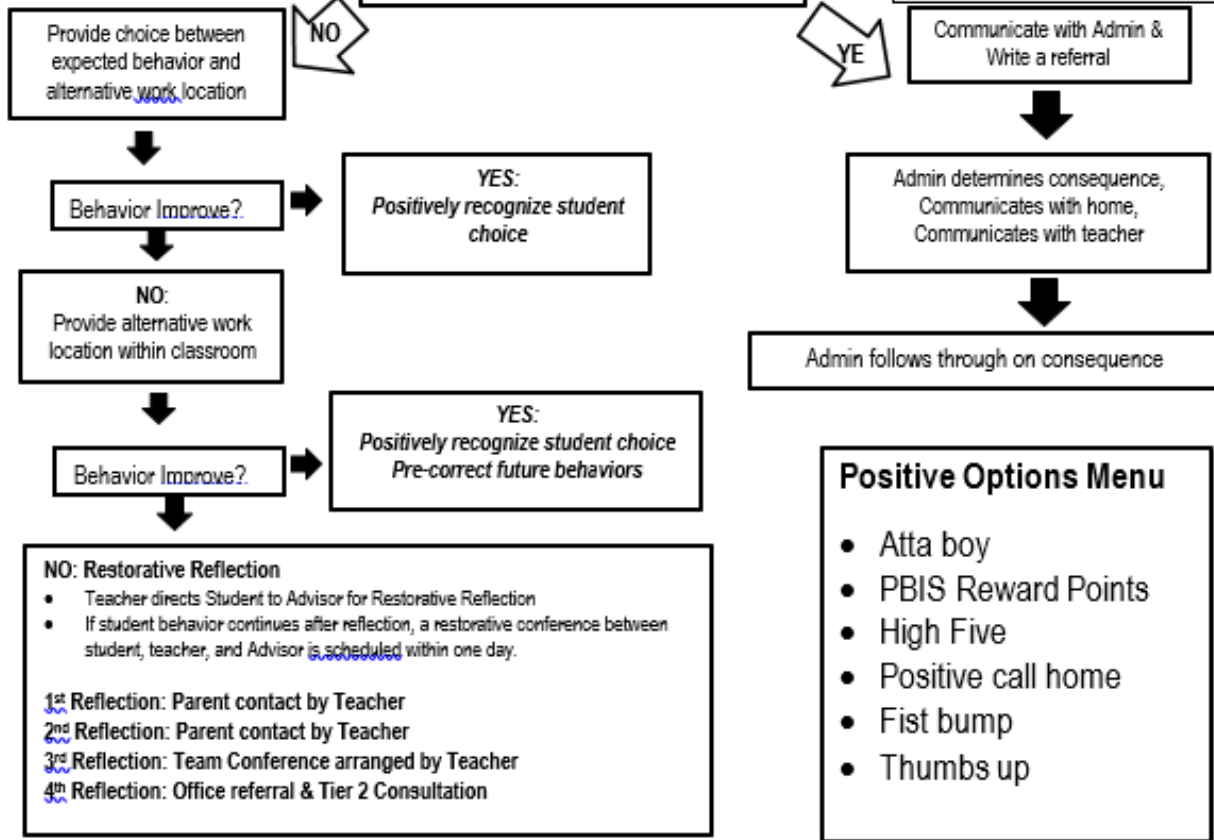 NO
YE
Provide choice between
expected behavior and
alternative work location
Communicate with Admin &
Write a referral
Behavior Improve?
YES:
Positively recognize student
choice
Admin determines consequence,
Communicates with home,
Communicates with teacher
NO:
Provide alternative work
location within classroom
Admin follows through on consequence
Behavior Improve?
YES:
Positively recognize student choice
Pre-correct future behaviors
NO: Restorative Reflection
• Teacher directs Student to Advisor for Restorative Reflection
• If student behavior continues after reflection, a restorative conference between
student, teacher, and Advisor is scheduled within one day.
1st Reflection: Parent contact by Teacher
2nd Reflection: Parent contact by Teacher
3rd Reflection: Team Conference arranged by Teacher
4th Reflection: Office referral & Tier 2 Consultation
Positive Options Menu
• Atta boy
• PBIS Reward Points
• High Five
• Positive call home
• Fist bump
• Thumbs up